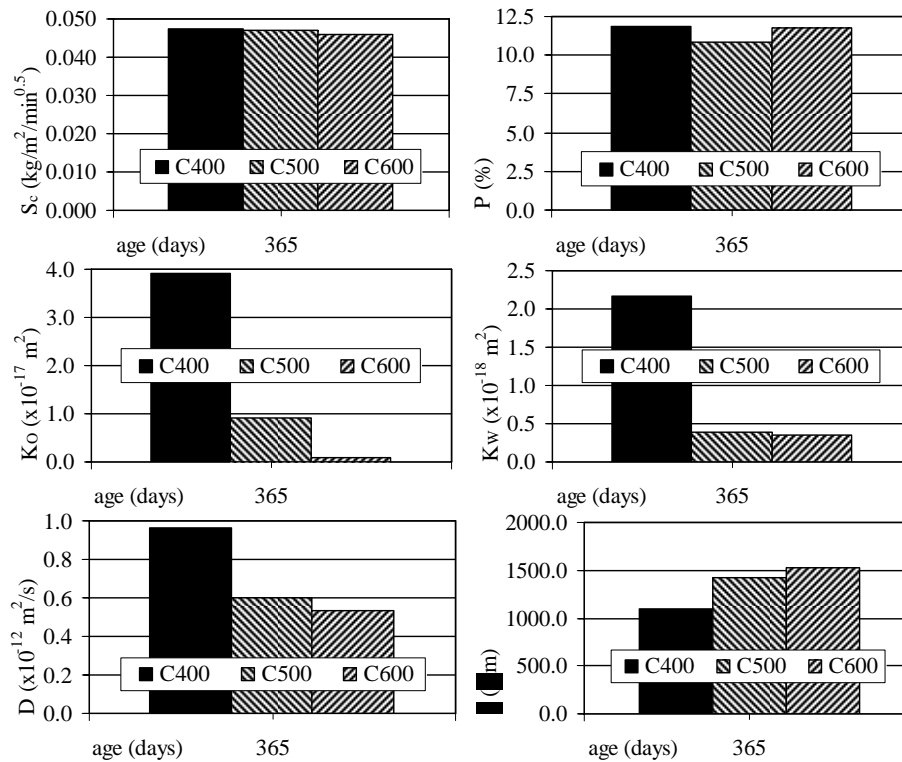 0.050
0.040
0.030
0.020
0.010
0.000
Sc (kg/m²/min⁰·⁵)
C400 C500 C600
age (days) 365
12.5
10.0
7.5
5.0
2.5
0.0
P (%)
C400 C500 C600
age (days) 365
4.0
3.0
2.0
1.0
0.0
Ko (x10⁻¹⁷ m²)
C400 C500 C600
age (days) 365
2.5
2.0
1.5
1.0
0.5
0.0
Kw (x10⁻¹⁸ m²)
C400 C500 C600
age (days) 365
1.0
0.8
0.6
0.4
0.2
0.0
D (x10⁻¹² m²/s)
C400 C500 C600
age (days) 365
2000.0
1500.0
1000.0
500.0
0.0
C400 C500 C600
age (days) 365